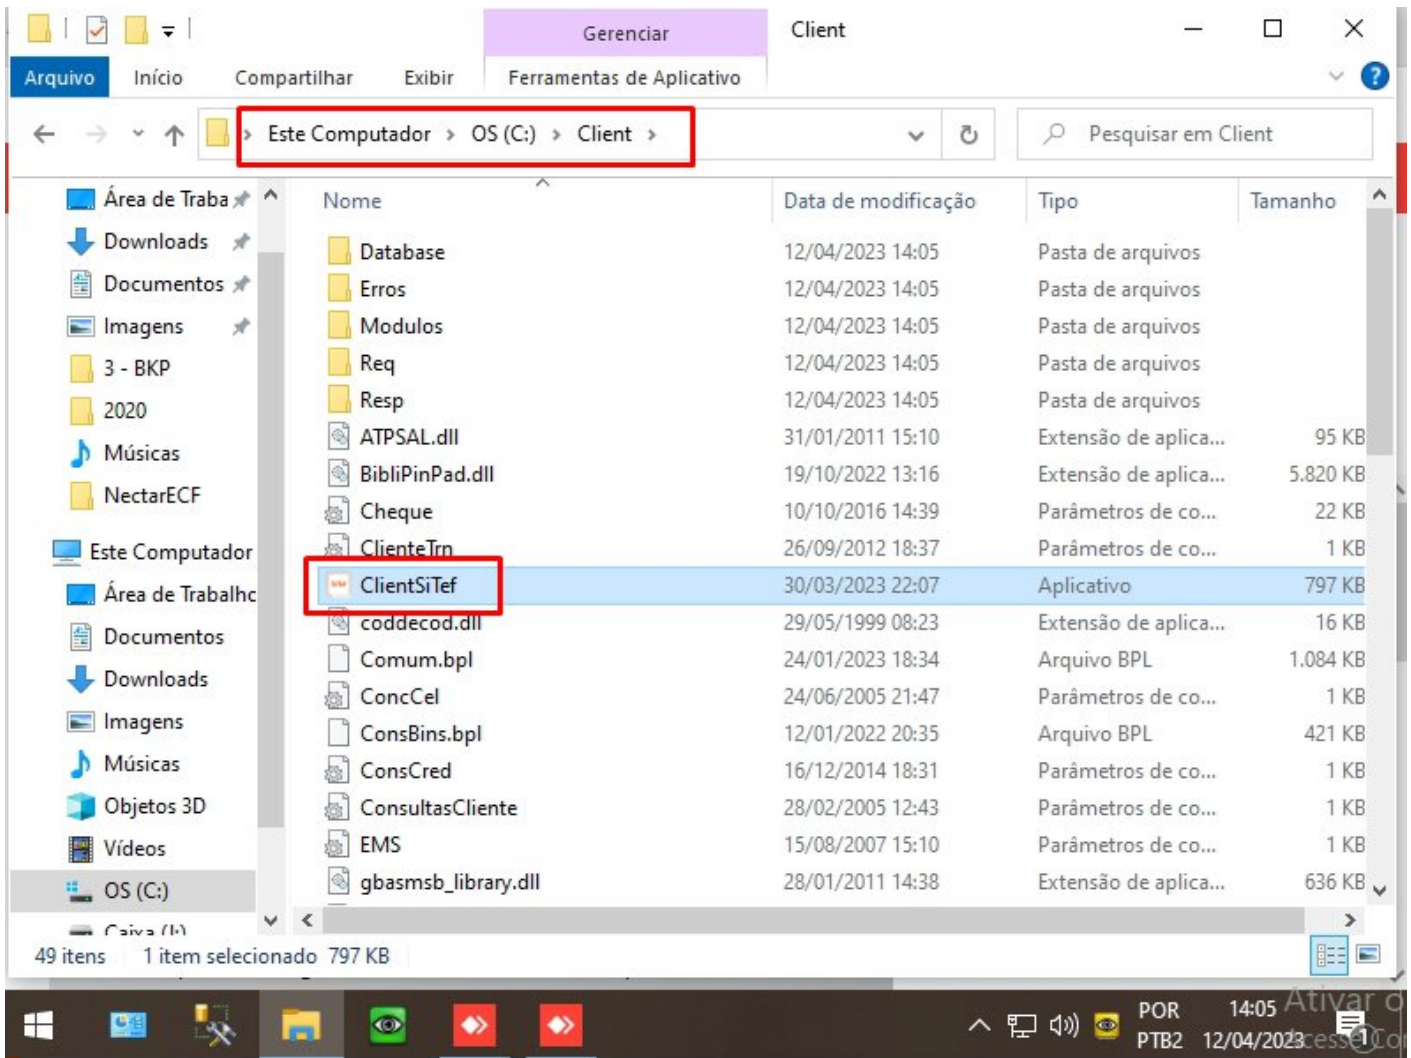 Gerenciar
Client
Arquivo Início Compartilhar Exibir Ferramentas de Aplicativo
Este Computador > OS (C:) > Client >
Pesquisar em Client
Nome Data de modificação Tipo Tamanho
Área de Traba
Downloads
Documentos
Imagens
3 - BKP
2020
Músicas
NectarECF
Este Computador
Área de Trabalhc
Documentos
Downloads
Imagens
Músicas
Objetos 3D
Vídeos
OS (C:)
Caixa (I:)
Database 12/04/2023 14:05 Pasta de arquivos
Erros 12/04/2023 14:05 Pasta de arquivos
Modulos 12/04/2023 14:05 Pasta de arquivos
Req 12/04/2023 14:05 Pasta de arquivos
Resp 12/04/2023 14:05 Pasta de arquivos
ATPSAL.dll 31/01/2011 15:10 Extensão de aplica... 95 KB
BibliPinPad.dll 19/10/2022 13:16 Extensão de aplica... 5.820 KB
Cheque 10/10/2016 14:39 Parâmetros de co... 22 KB
ClienteTrn 26/09/2012 18:37 Parâmetros de co... 1 KB
ClientSiTef 30/03/2023 22:07 Aplicativo 797 KB
coddecod.dll 29/05/1999 08:23 Extensão de aplica... 16 KB
Comum.bpl 24/01/2023 18:34 Arquivo BPL 1.084 KB
ConcCel 24/06/2005 21:47 Parâmetros de co... 1 KB
ConsBins.bpl 12/01/2022 20:35 Arquivo BPL 421 KB
ConsCred 16/12/2014 18:31 Parâmetros de co... 1 KB
ConsultasCliente 28/02/2005 12:43 Parâmetros de co... 1 KB
EMS 15/08/2007 15:10 Parâmetros de co... 1 KB
gbasmsb_library.dll 28/01/2011 14:38 Extensão de aplica... 636 KB
49 itens 1 item selecionado 797 KB
POR 14:05 Ativar o
PTB2 12/04/2023
1